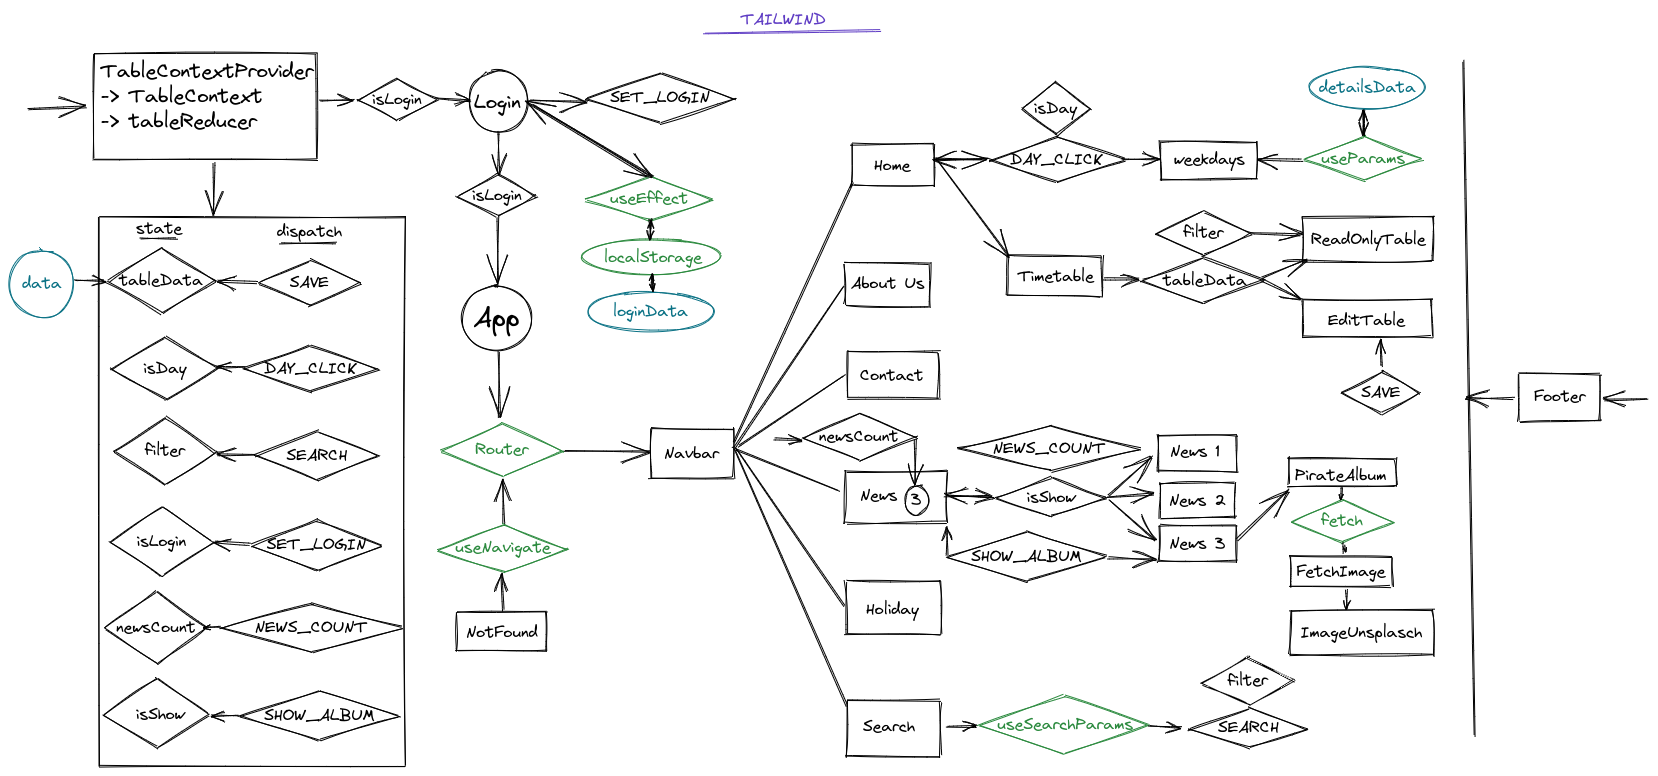 TAILWIND
TableContextProvider
-> TableContext
-> tableReducer
isLogin
Login
SET_LOGIN
isLogin
useEffect
localStorage
loginData
App
Router
useNavigate
NotFound
state
dispatch
data
tableData
SAVE
isDay
DAY_CLICK
filter
SEARCH
isLogin
SET_LOGIN
newsCount
NEWS_COUNT
isShow
SHOW_ALBUM
Navbar
Home
isDay
DAY_CLICK
weekdays
detailsData
useParams
Timetable
filter
tableData
ReadOnlyTable
EditTable
SAVE
About Us
Contact
newsCount
News 3
NEWS_COUNT
isShow
SHOW_ALBUM
News 1
News 2
News 3
PirateAlbum
fetch
FetchImage
ImageUnsplasch
Holiday
Search
useSearchParams
filter
SEARCH
Footer